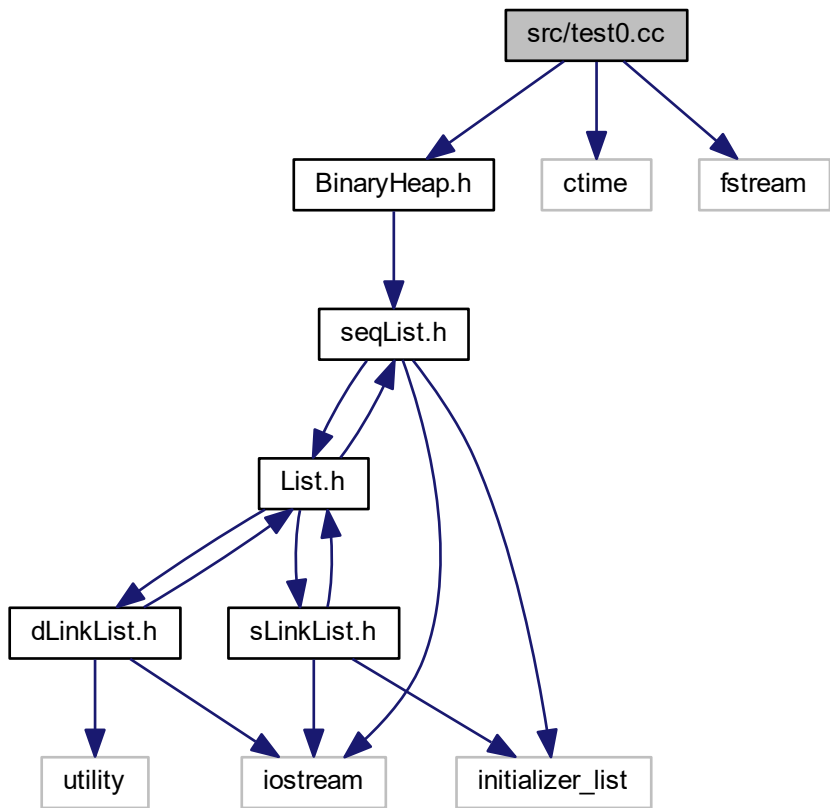 src/test0.cc
BinaryHeap.h
ctime
fstream
seqList.h
List.h
dLinkList.h
sLinkList.h
utility
iostream
initializer_list